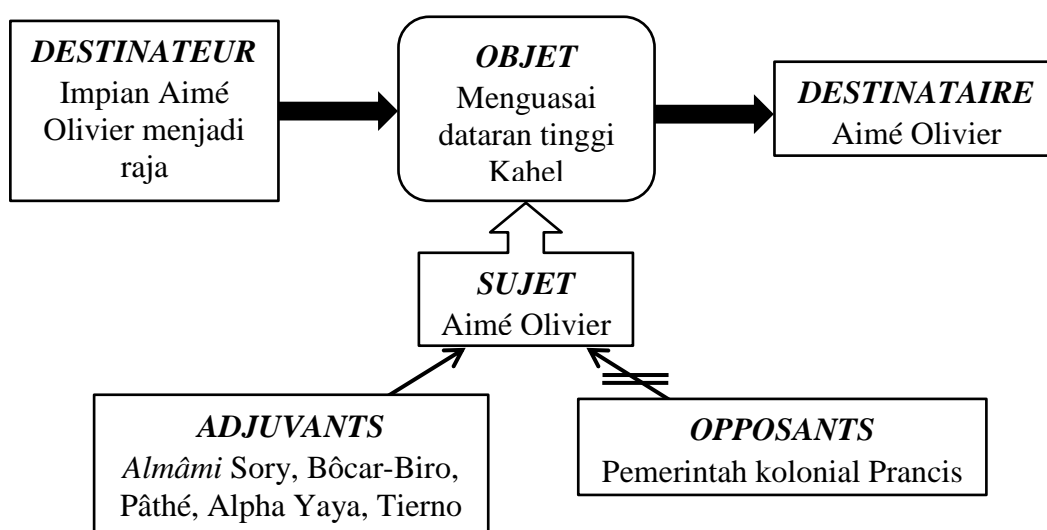 DESTINATEUR
Impian Aimé
Olivier menjadi
raja
OBJET
Menguasai
dataran tinggi
Kahel
DESTINATAIRE
Aimé Olivier
SUJET
Aimé Olivier
ADJUVANTS
Almâmi Sory, Bôcar-Biro,
Pâthé, Alpha Yaya, Tierno
OPPOSANTS
Pemerintah kolonial Prancis